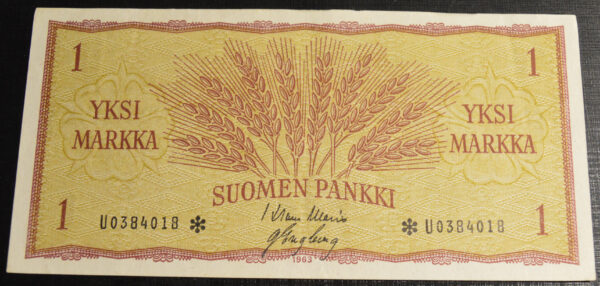 1 1
YKSI MARKKA
YKSI MARKKA
SUOMEN PANKKI
1 U0384018 *
* U0384018 1
1963